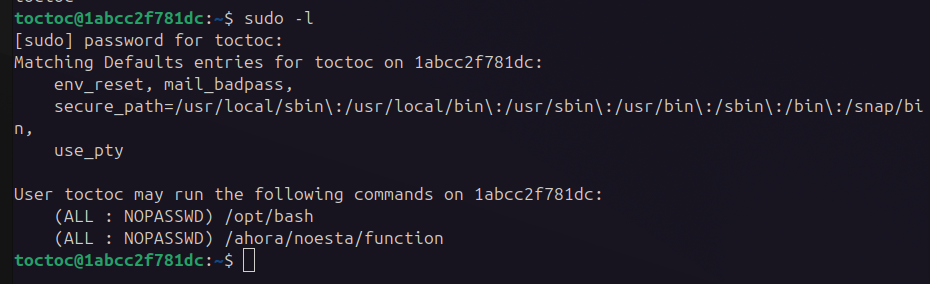 toctoc@1abcc2f781dc:~$ sudo -l
[sudo] password for toctoc:
Matching Defaults entries for toctoc on 1abcc2f781dc:
    env_reset, mail_badpass,
    secure_path=/usr/local/sbin\:/usr/local/bin\:/usr/sbin\:/usr/bin\:/sbin\:/bin\:/snap/bi
n,
    use_pty

User toctoc may run the following commands on 1abcc2f781dc:
    (ALL : NOPASSWD) /opt/bash
    (ALL : NOPASSWD) /ahora/noesta/function
toctoc@1abcc2f781dc:~$